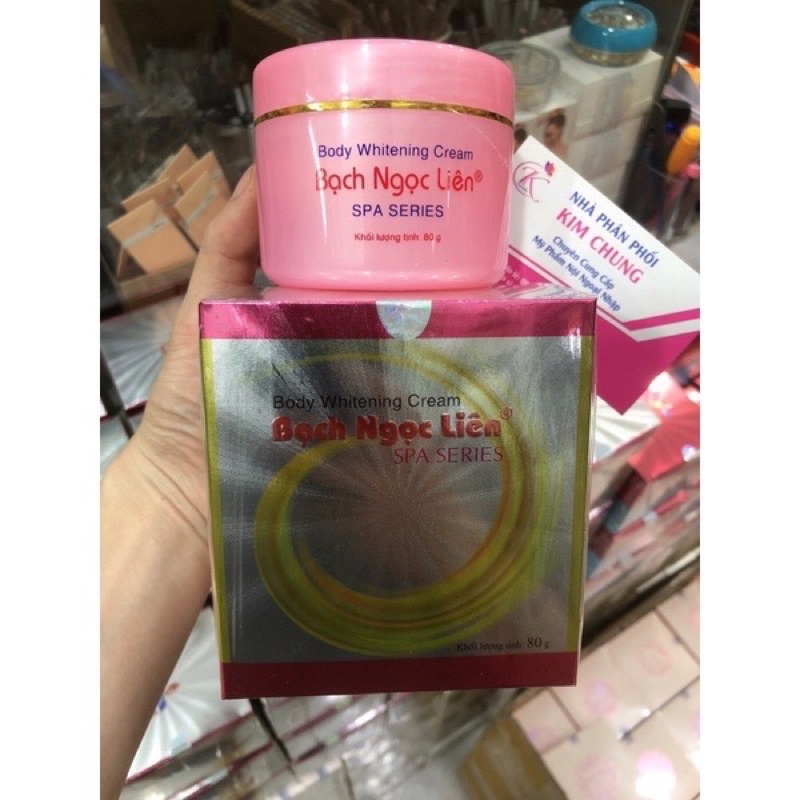 Body Whitening Cream
Bạch Ngọc Liên®
SPA SERIES
Khối lượng tịnh: 80 g
NHÀ PHÂN PHỐI
KIM CHUNG
Chuyên Cung Cấp
Mỹ Phẩm Nội Ngoại Nhập
Body Whitening Cream
Bạch Ngọc Liên®
SPA SERIES
Khối lượng tịnh: 80 g